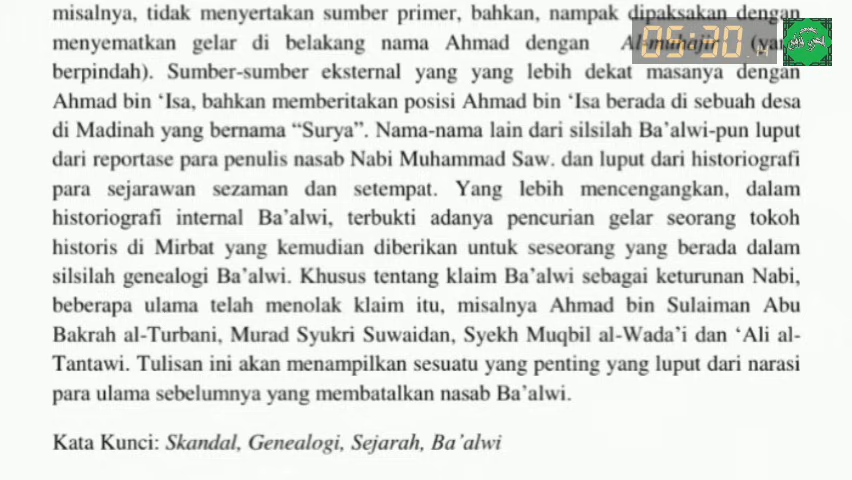 misalnya, tidak menyertakan sumber primer, bahkan, nampak dipaksakan dengan
menyematkan gelar di belakang nama Ahmad dengan Al-muhajir (yang
05:30
berpindah). Sumber-sumber eksternal yang yang lebih dekat masanya dengan
Ahmad bin ‘Isa, bahkan memberitakan posisi Ahmad bin ‘Isa berada di sebuah desa
di Madinah yang bernama “Surya”. Nama-nama lain dari silsilah Ba’alwi-pun luput
dari reportase para penulis nasab Nabi Muhammad Saw. dan luput dari historiografi
para sejarawan sezaman dan setempat. Yang lebih mencengangkan, dalam
historiografi internal Ba’alwi, terbukti adanya pencurian gelar seorang tokoh
historis di Mirbat yang kemudian diberikan untuk seseorang yang berada dalam
silsilah genealogi Ba’alwi. Khusus tentang klaim Ba’alwi sebagai keturunan Nabi,
beberapa ulama telah menolak klaim itu, misalnya Ahmad bin Sulaiman Abu
Bakrah al-Turbani, Murad Syukri Suwaidan, Syekh Muqbil al-Wada’i dan ‘Ali al-
Tantawi. Tulisan ini akan menampilkan sesuatu yang penting yang luput dari narasi
para ulama sebelumnya yang membatalkan nasab Ba’alwi.
Kata Kunci: Skandal, Genealogi, Sejarah, Ba’alwi